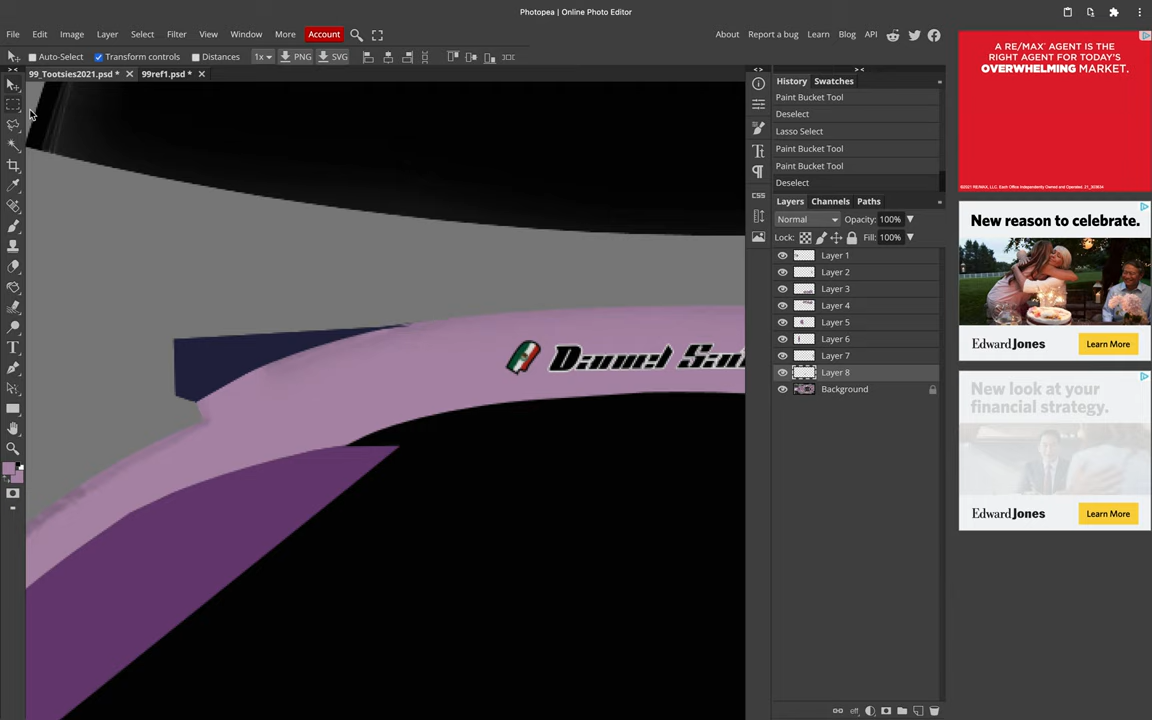 Photopea | Online Photo Editor
File Edit Image Layer Select Filter View Window More Account
About Report a bug Learn Blog API
Auto-Select Transform controls Distances 1x PNG SVG
99_Tootsies2021.psd * 99ref1.psd *
History Swatches
Paint Bucket Tool
Deselect
Lasso Select
Paint Bucket Tool
Paint Bucket Tool
Deselect
Layers Channels Paths
Normal Opacity: 100%
Lock: Fill: 100%
Layer 1
Layer 2
Layer 3
Layer 4
Layer 5
Layer 6
Layer 7
Layer 8
Background
CSS
eff
Daniel
A RE/MAX® AGENT IS THE
RIGHT AGENT FOR TODAY'S
OVERWHELMING MARKET.
New reason to celebrate.
Edward Jones
Learn More
New look at your
financial strategy.
Edward Jones
Learn More